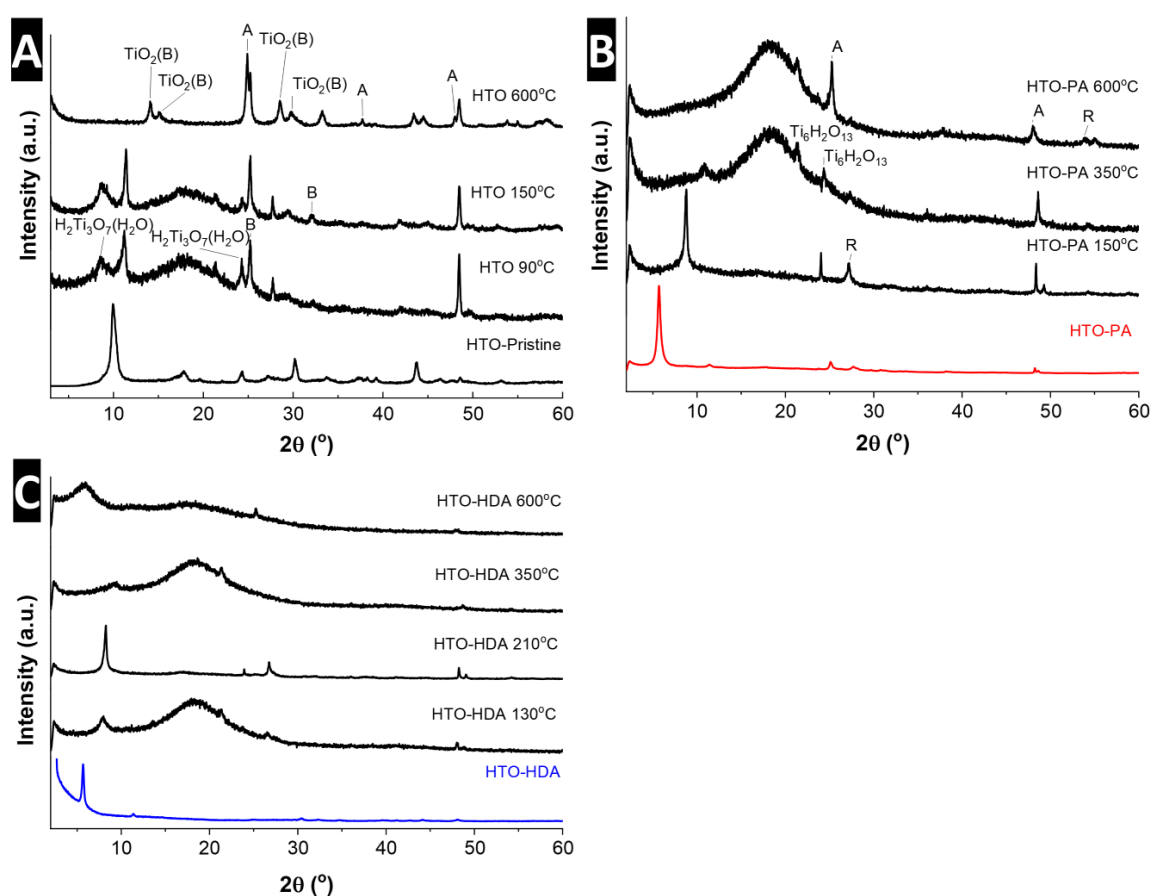 A
TiO2(B)
TiO2(B)
A
TiO2(B)
TiO2(B)
A
A
HTO 600°C
B
HTO 150°C
H2Ti3O7(H2O)
H2Ti3O7(H2O)
B
HTO 90°C
HTO-Pristine
10 20 30 40 50 60
2θ (°)
Intensity (a.u.)
B
A
HTO-PA 600°C
A
R
Ti6H2O13
Ti6H2O13
HTO-PA 350°C
R
HTO-PA 150°C
HTO-PA
10 20 30 40 50 60
2θ (°)
Intensity (a.u.)
C
HTO-HDA 600°C
HTO-HDA 350°C
HTO-HDA 210°C
HTO-HDA 130°C
HTO-HDA
10 20 30 40 50 60
2θ (°)
Intensity (a.u.)